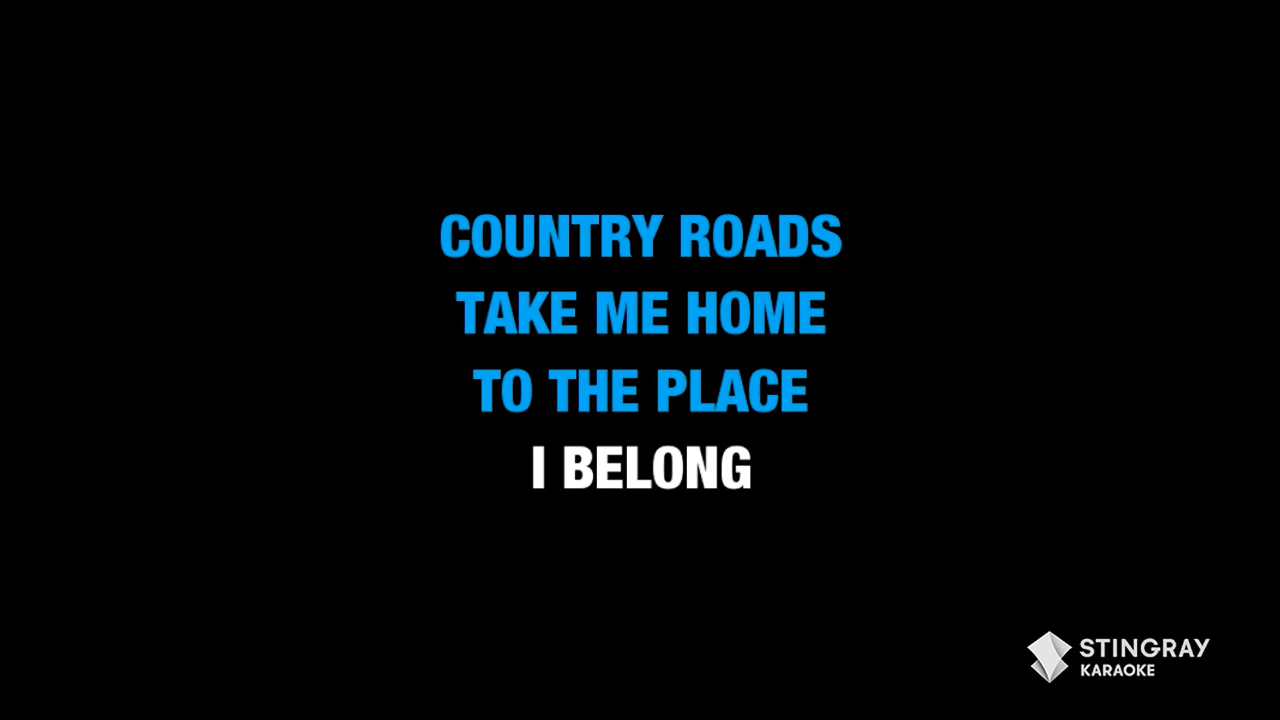 COUNTRY ROADS
TAKE ME HOME
TO THE PLACE
I BELONG
STINGRAY
KARAOKE